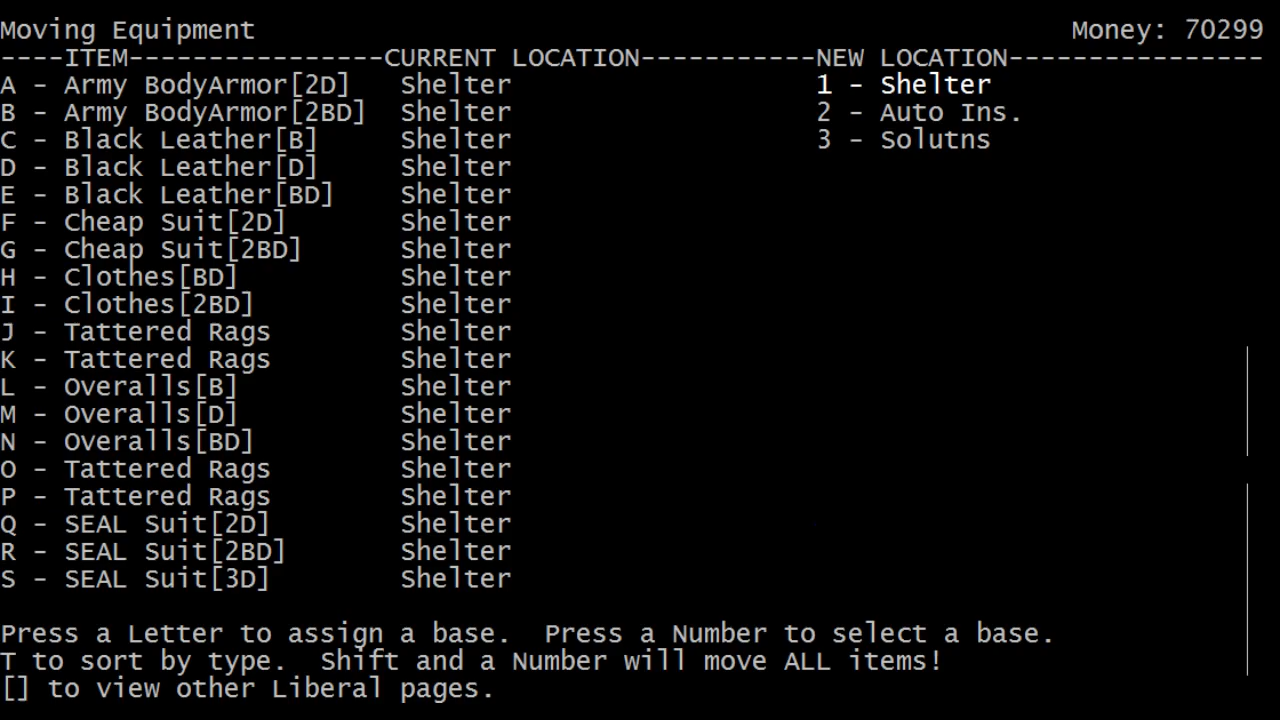 Moving Equipment Money: 70299
----ITEM----------------CURRENT LOCATION-----------NEW LOCATION----------------
A - Army BodyArmor[2D] Shelter 1 - Shelter
B - Army BodyArmor[2BD] Shelter 2 - Auto Ins.
C - Black Leather[B] Shelter 3 - Solutns
D - Black Leather[D] Shelter
E - Black Leather[BD] Shelter
F - Cheap Suit[2D] Shelter
G - Cheap Suit[2BD] Shelter
H - Clothes[BD] Shelter
I - Clothes[2BD] Shelter
J - Tattered Rags Shelter
K - Tattered Rags Shelter
L - Overalls[B] Shelter
M - Overalls[D] Shelter
N - Overalls[BD] Shelter
O - Tattered Rags Shelter
P - Tattered Rags Shelter
Q - SEAL Suit[2D] Shelter
R - SEAL Suit[2BD] Shelter
S - SEAL Suit[3D] Shelter
Press a Letter to assign a base.  Press a Number to select a base.
T to sort by type.  Shift and a Number will move ALL items!
[] to view other Liberal pages.